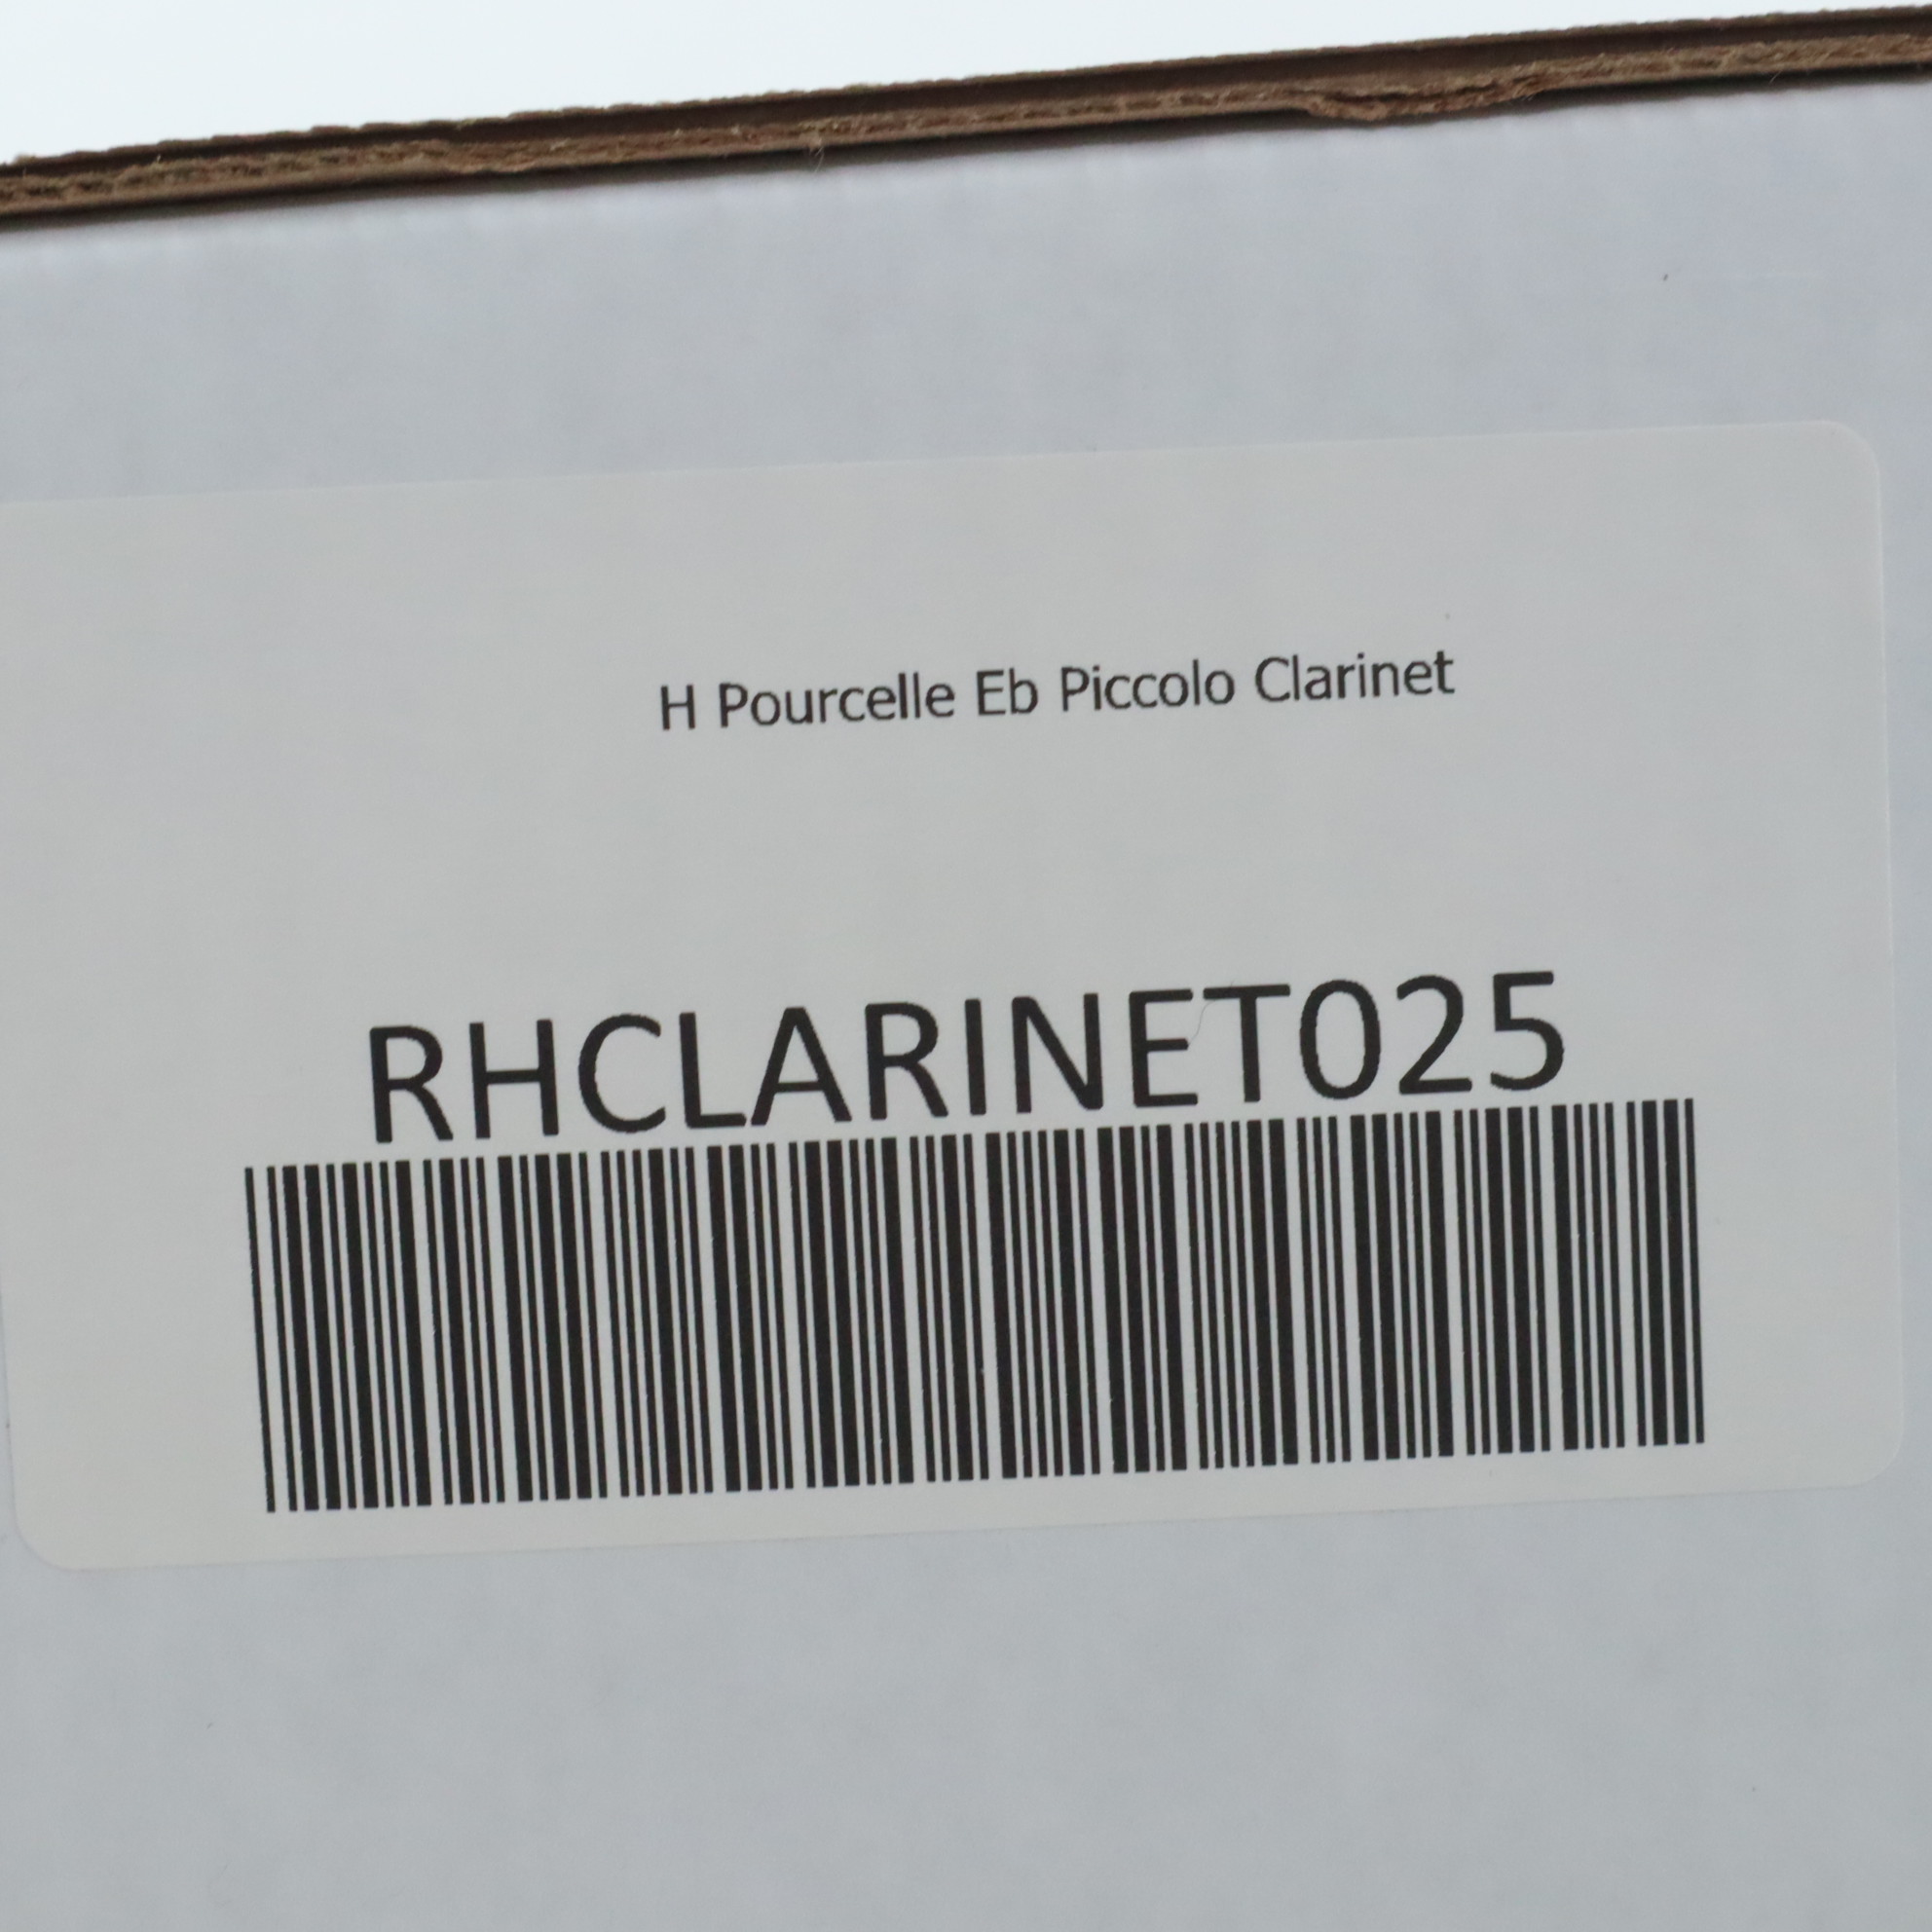 H Pourcelle Eb Piccolo Clarinet
RHCLARINET025